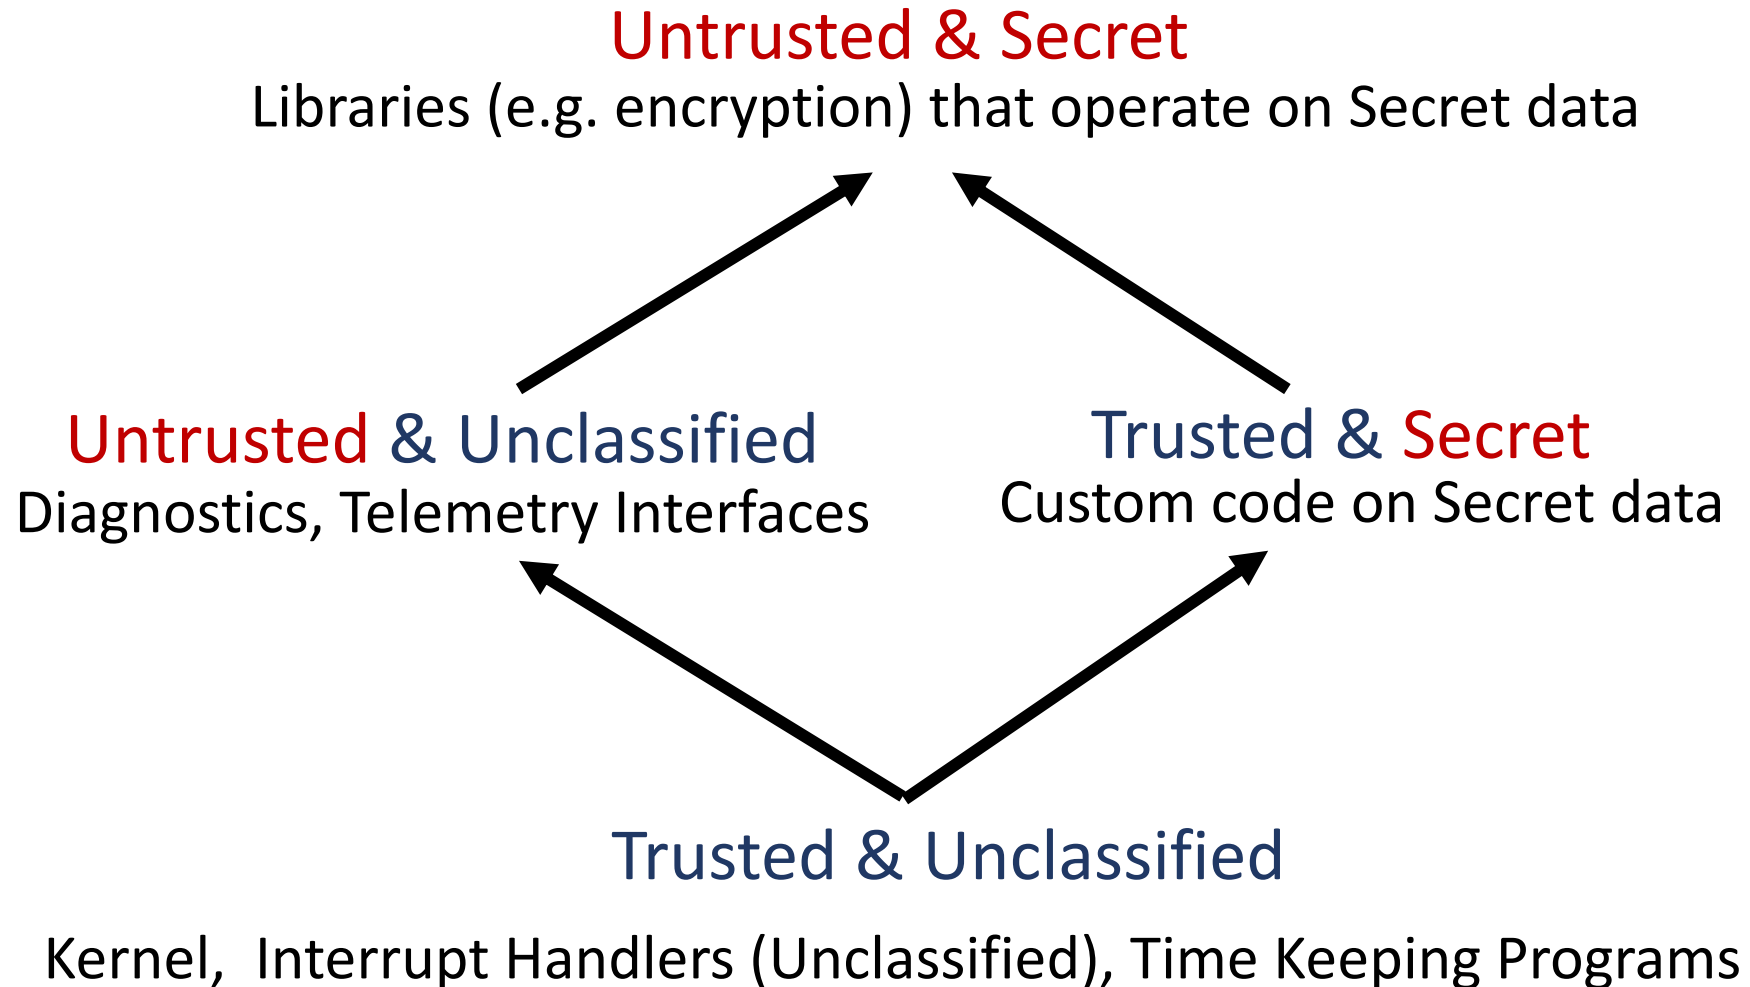 Untrusted & Secret
Libraries (e.g. encryption) that operate on Secret data
Untrusted & Unclassified
Diagnostics, Telemetry Interfaces
Trusted & Secret
Custom code on Secret data
Trusted & Unclassified
Kernel, Interrupt Handlers (Unclassified), Time Keeping Programs